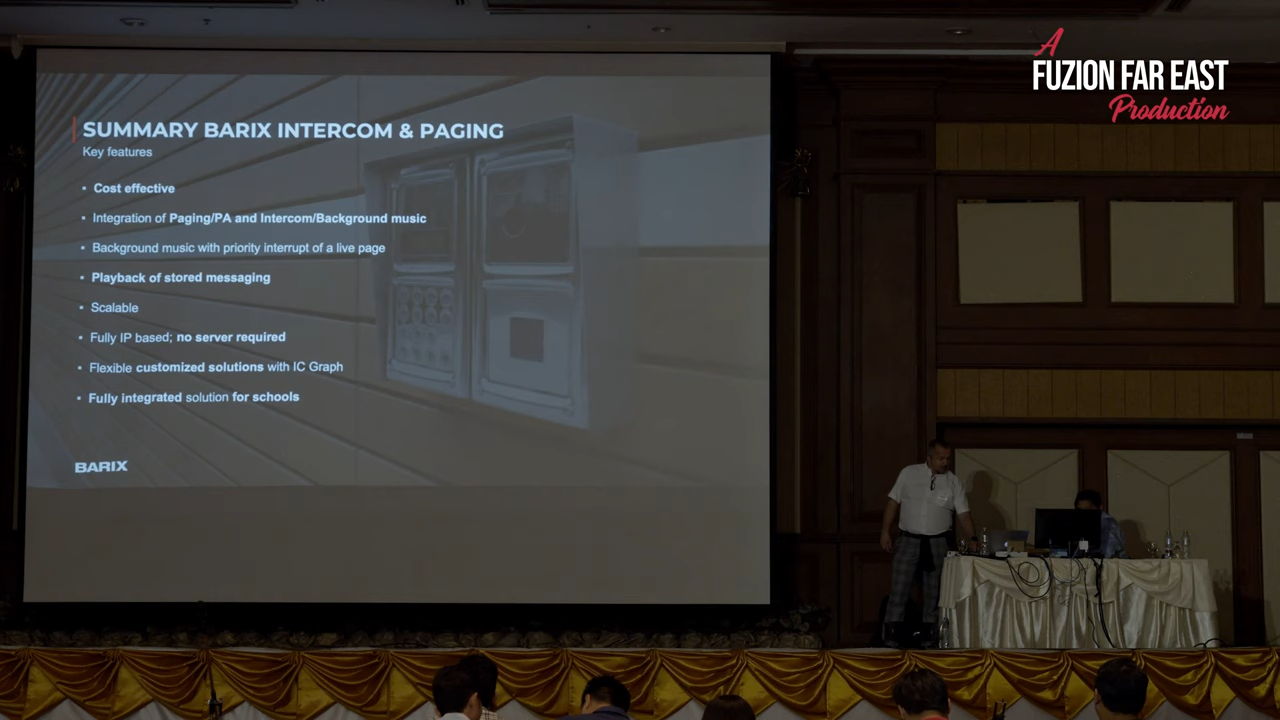 SUMMARY BARIX INTERCOM & PAGING
Key features
▪ Cost effective
▪ Integration of Paging/PA and Intercom/Background music
▪ Background music with priority interrupt of a live page
▪ Playback of stored messaging
▪ Scalable
▪ Fully IP based; no server required
▪ Flexible customized solutions with IC Graph
▪ Fully integrated solution for schools
BARIX
A
FUZION FAR EAST
Production